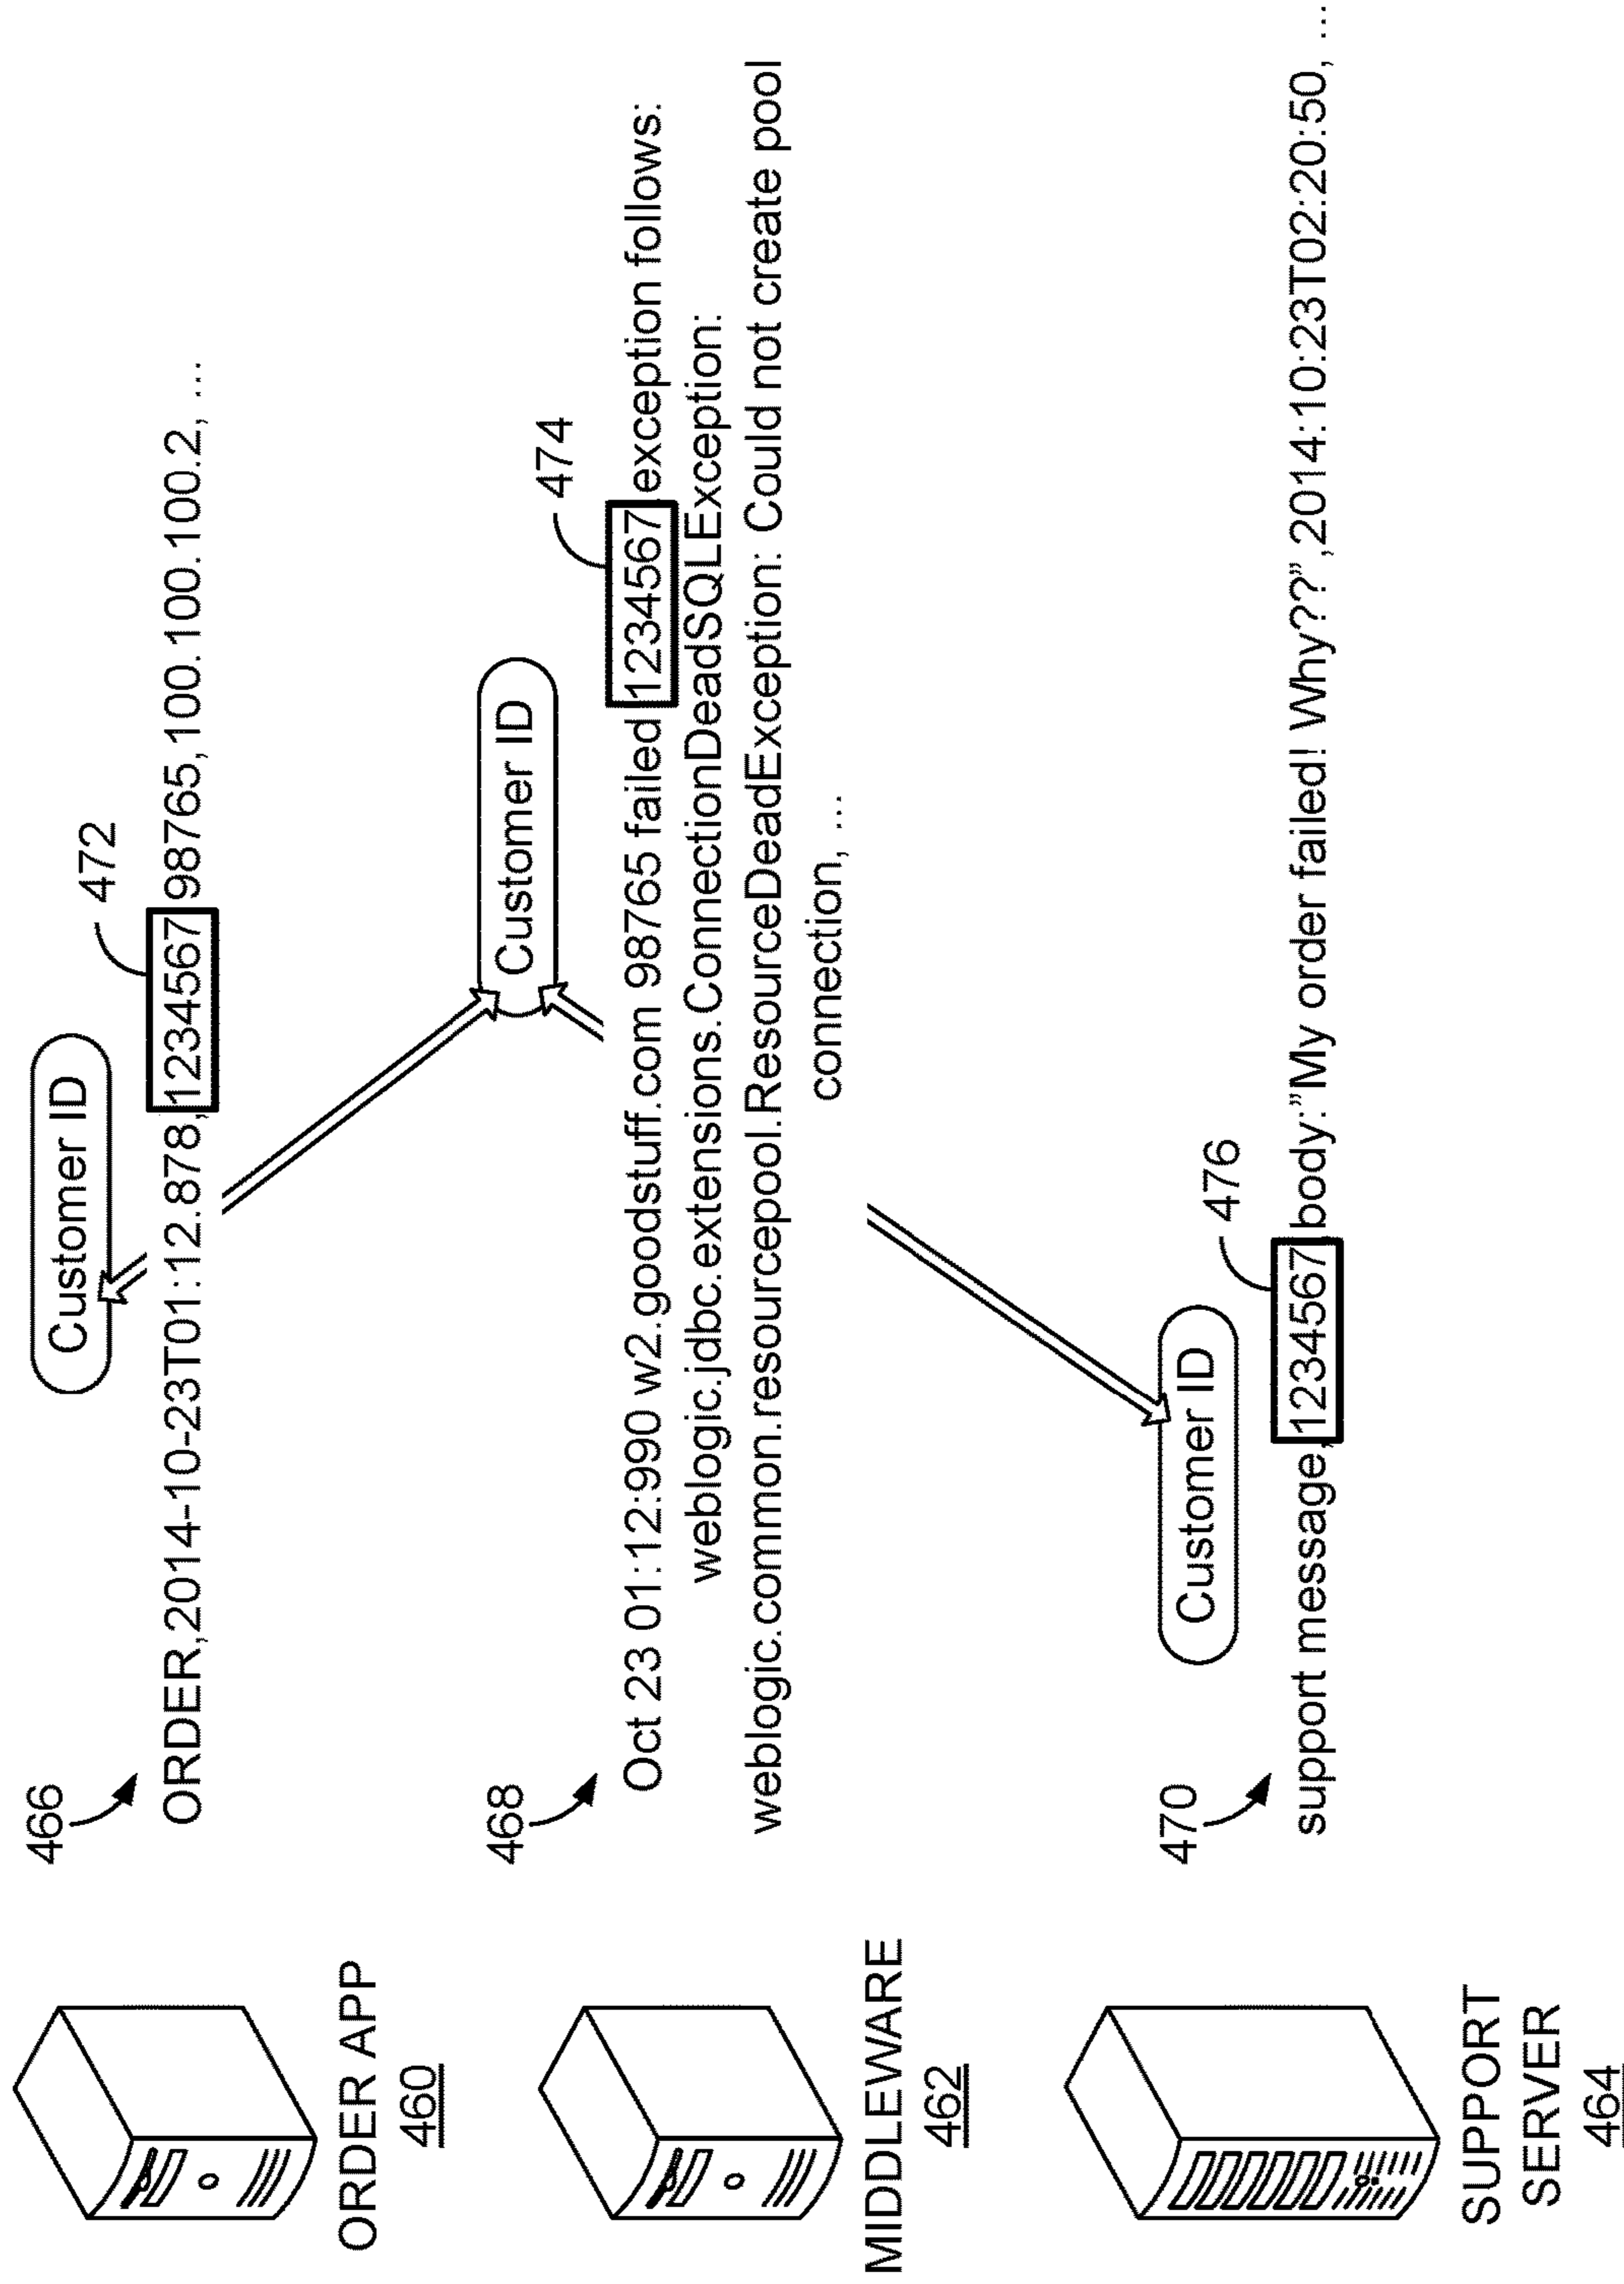 466
Customer ID
472
ORDER,2014-10-23T01:12.878,1234567 98765,100.100.100.2, ...
ORDER APP
460
468
Customer ID
474
Oct 23 01:12:990 w2.goodstuff.com 98765 failed 1234567 exception follows:
weblogic.jdbc.extensions.ConnectionDeadSQLException:
weblogic.common.resourcepool.ResourceDeadException: Could not create pool
connection, ...
MIDDLEWARE
462
470
Customer ID
476
support message,1234567 body:”My order failed! Why??”,2014:10:23T02:20:50, ...
SUPPORT
SERVER
464